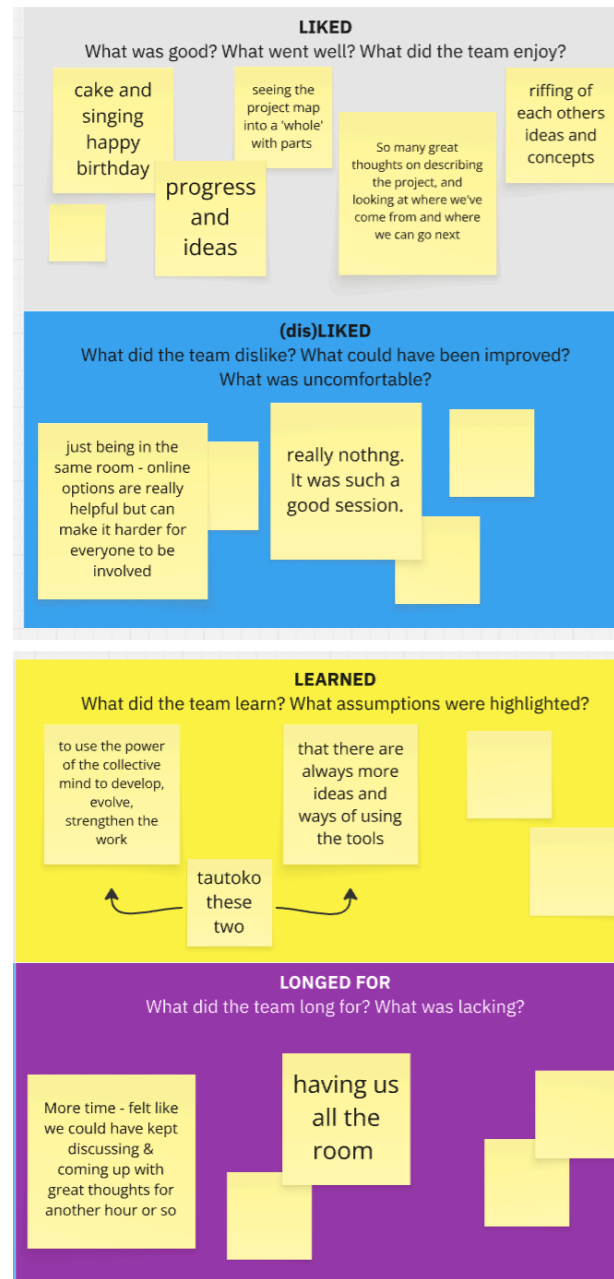 LIKED
What was good? What went well? What did the team enjoy?
cake and
singing
happy
birthday
seeing the
project map
into a 'whole'
with parts
riffing of
each others
ideas and
concepts
progress
and
ideas
So many great
thoughts on describing
the project, and
looking at where we've
come from and where
we can go next
(dis)LIKED
What did the team dislike? What could have been improved?
What was uncomfortable?
just being in the
same room - online
options are really
helpful but can
make it harder for
everyone to be
involved
really nothng.
It was such a
good session.
LEARNED
What did the team learn? What assumptions were highlighted?
to use the power
of the collective
mind to develop,
evolve,
strengthen the
work
that there are
always more
ideas and
ways of using
the tools
tautoko
these
two
LONGED FOR
What did the team long for? What was lacking?
More time - felt like
we could have kept
discussing &
coming up with
great thoughts for
another hour or so
having us
all the
room